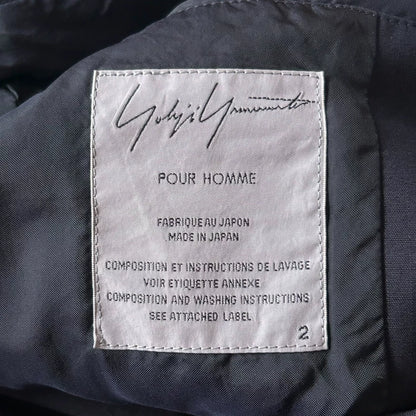 Yohji Yamamoto
POUR HOMME
FABRIQUE AU JAPON
MADE IN JAPAN
COMPOSITION ET INSTRUCTIONS DE LAVAGE
VOIR ETIQUETTE ANNEXE
COMPOSITION AND WASHING INSTRUCTIONS
SEE ATTACHED LABEL
2